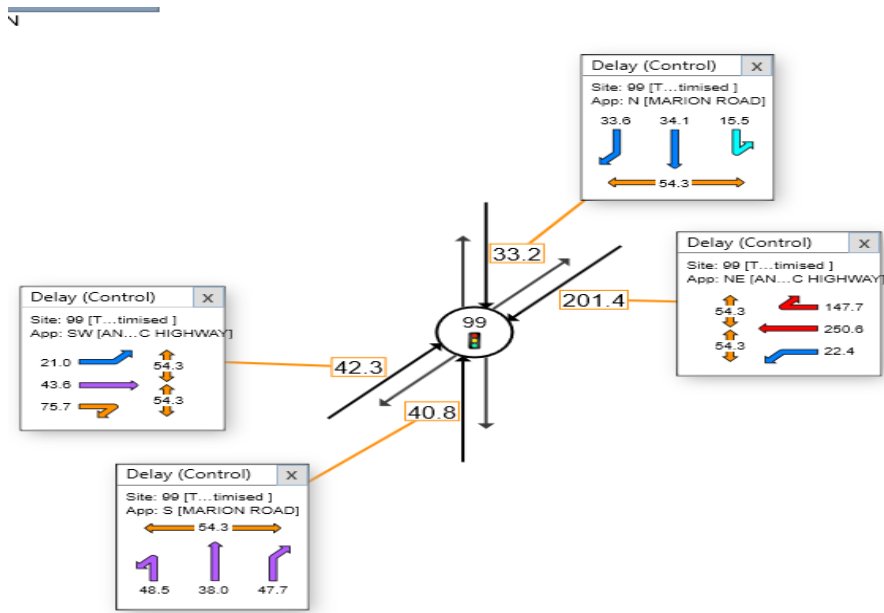 N
Delay (Control) x
Site: 99 [T...timised ]
App: N [MARION ROAD]
33.6 34.1 15.5
54.3
33.2
Delay (Control) x
Site: 99 [T...timised ]
App: NE [AN...C HIGHWAY]
54.3
54.3
147.7
250.6
22.4
201.4
99
Delay (Control) x
Site: 99 [T...timised ]
App: SW [AN...C HIGHWAY]
21.0
43.6
75.7
54.3
54.3
42.3
40.8
Delay (Control) x
Site: 99 [T...timised ]
App: S [MARION ROAD]
54.3
48.5 38.0 47.7